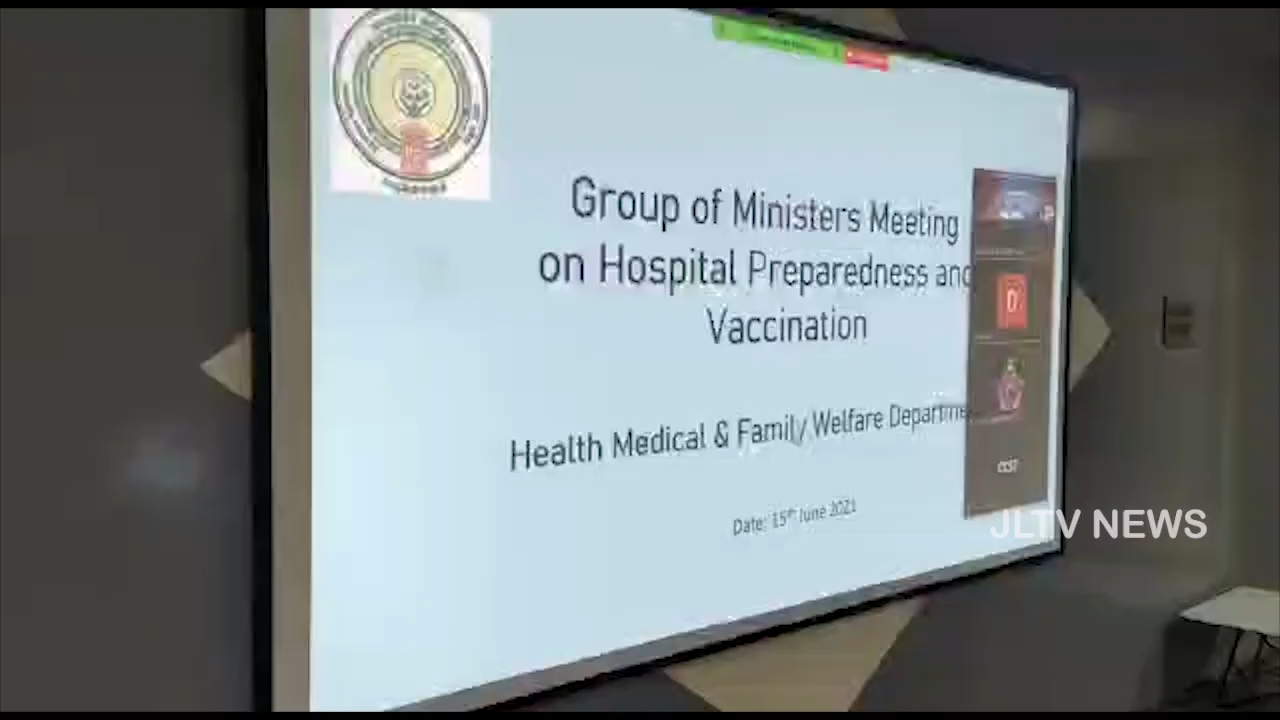 Group of Ministers Meeting
on Hospital Preparedness and
Vaccination
Health Medical & Family Welfare
Date: 15th June 2021
D
JLTV NEWS